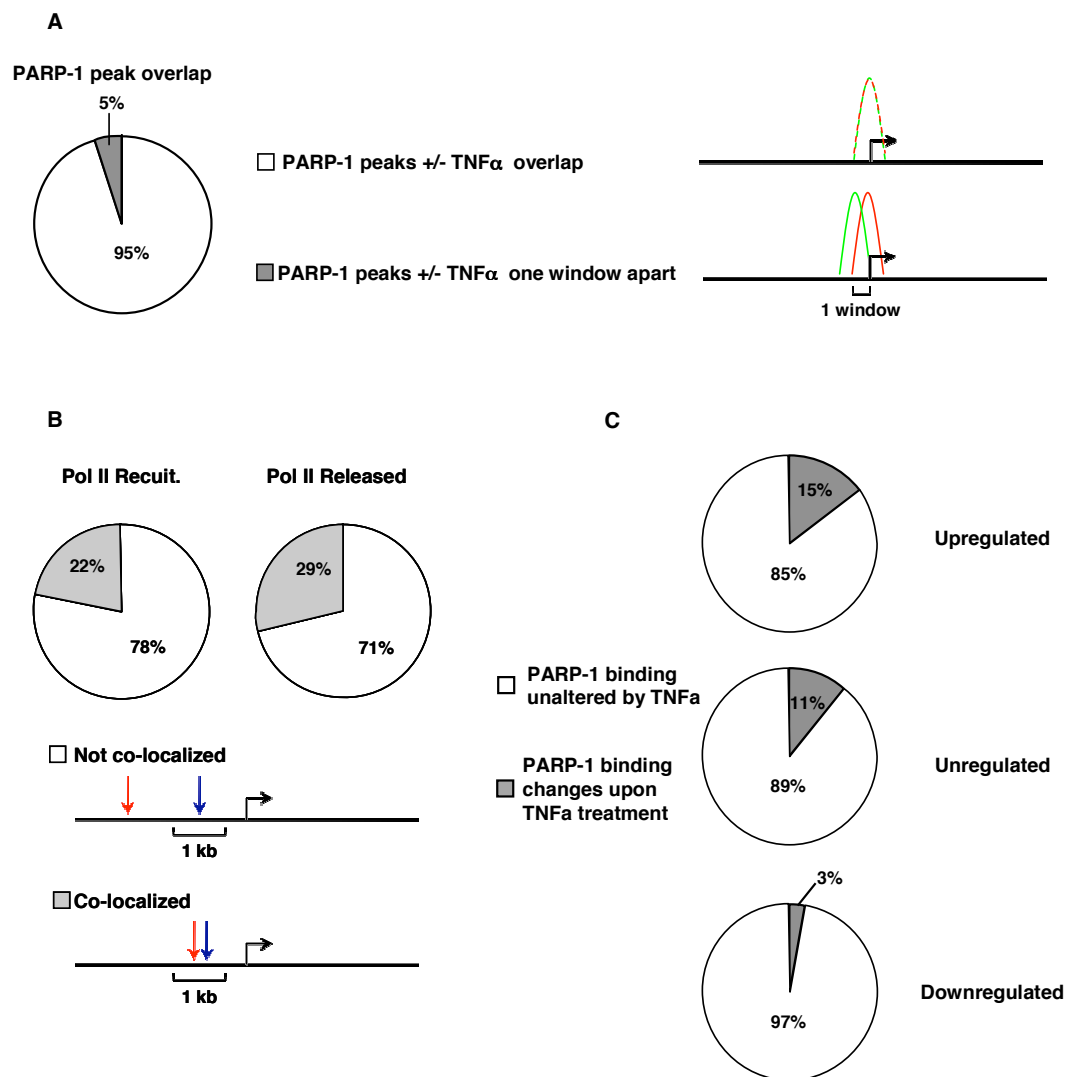 A
PARP-1 peak overlap
5%
95%
PARP-1 peaks +/- TNFα overlap
PARP-1 peaks +/- TNFα one window apart
1 window
B
Pol II Recuit.
Pol II Released
22%
78%
29%
71%
Not co-localized
1 kb
Co-localized
1 kb
C
15%
85%
Upregulated
PARP-1 binding
unaltered by TNFa
PARP-1 binding
changes upon
TNFa treatment
11%
89%
Unregulated
3%
97%
Downregulated